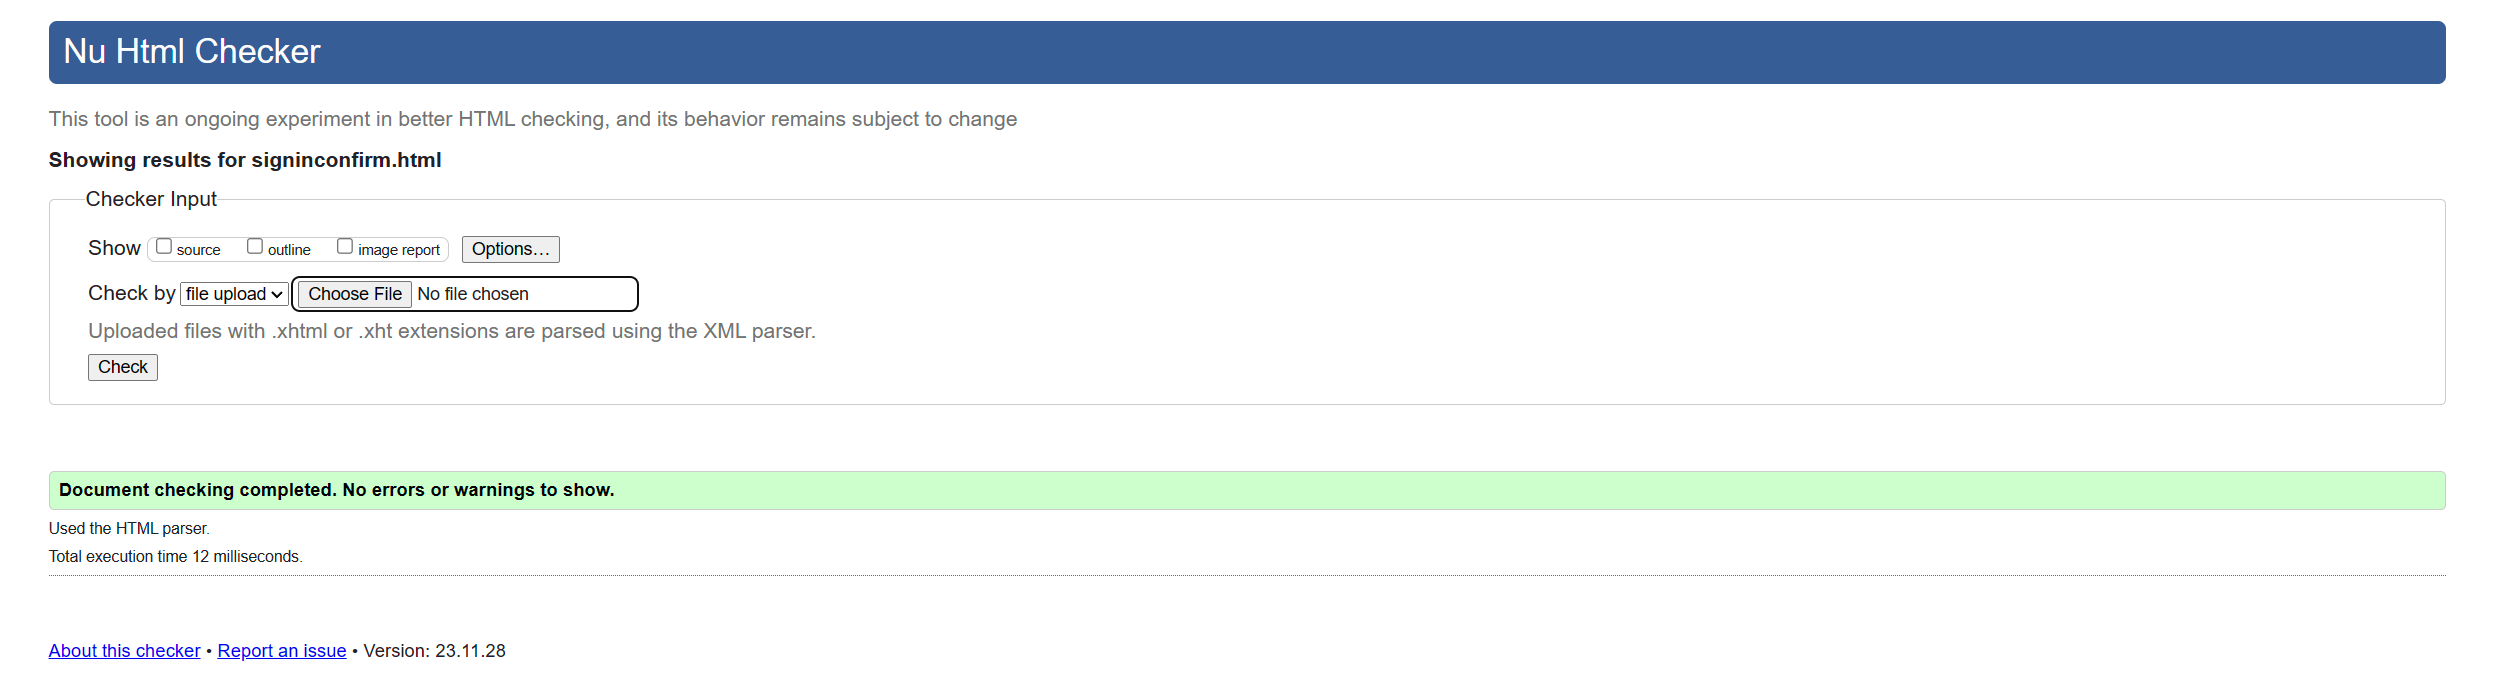 Nu Html Checker
This tool is an ongoing experiment in better HTML checking, and its behavior remains subject to change
Showing results for signinconfirm.html
Checker Input
Show source outline image report Options...
Check by file upload Choose File No file chosen
Uploaded files with .xhtml or .xht extensions are parsed using the XML parser.
Check
Document checking completed. No errors or warnings to show.
Used the HTML parser.
Total execution time 12 milliseconds.
About this checker • Report an issue • Version: 23.11.28